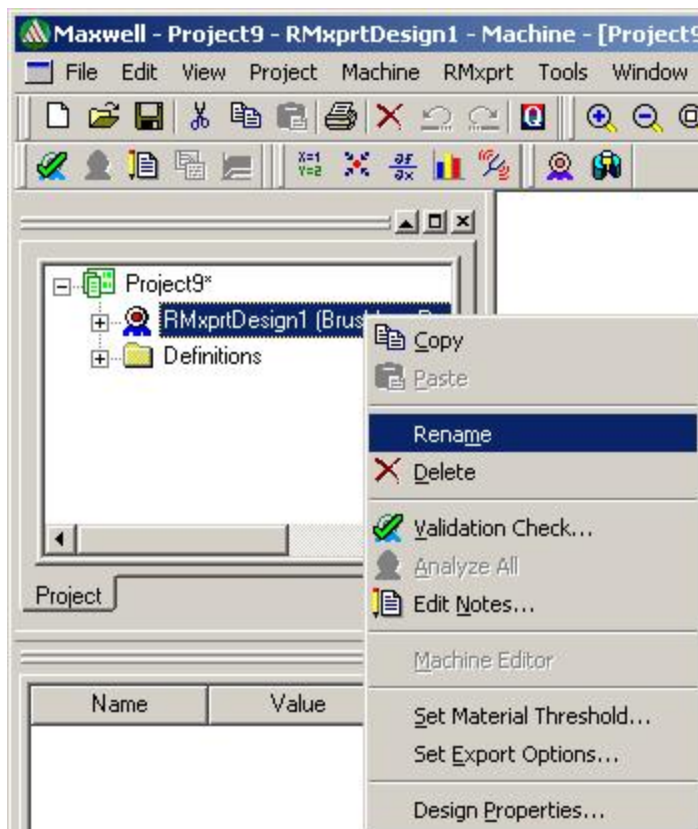 Maxwell - Project9 - RMxprtDesign1 - Machine - [Project9
File Edit View Project Machine RMxprt Tools Window
X=1
Y=2
∂F
∂x
Project9*
RMxprtDesign1 (Brus
Definitions
Project
Name Value
Copy
Paste
Rename
Delete
Validation Check...
Analyze All
Edit Notes...
Machine Editor
Set Material Threshold...
Set Export Options...
Design Properties...